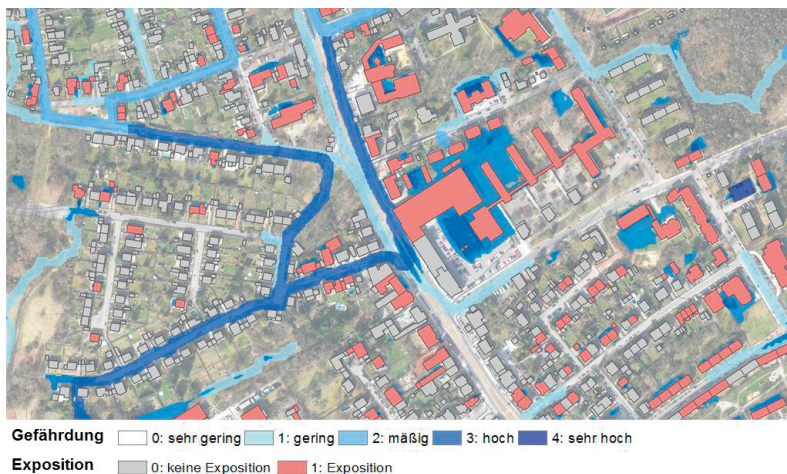 Gefährdung 0: sehr gering 1: gering 2: mäßig 3: hoch 4: sehr hoch
Exposition 0: keine Exposition 1: Exposition